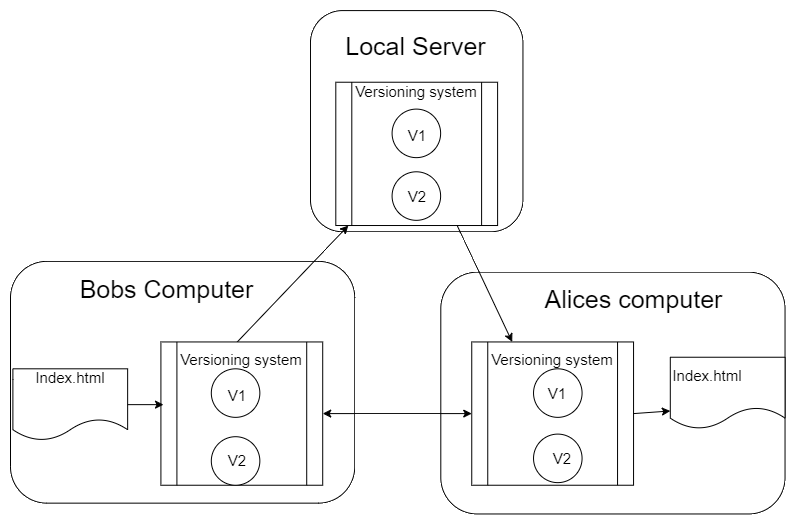 Local Server
Versioning system
V1
V2
Bobs Computer
Versioning system
Index.html
V1
V2
Alices computer
Versioning system
Index.html
V1
V2